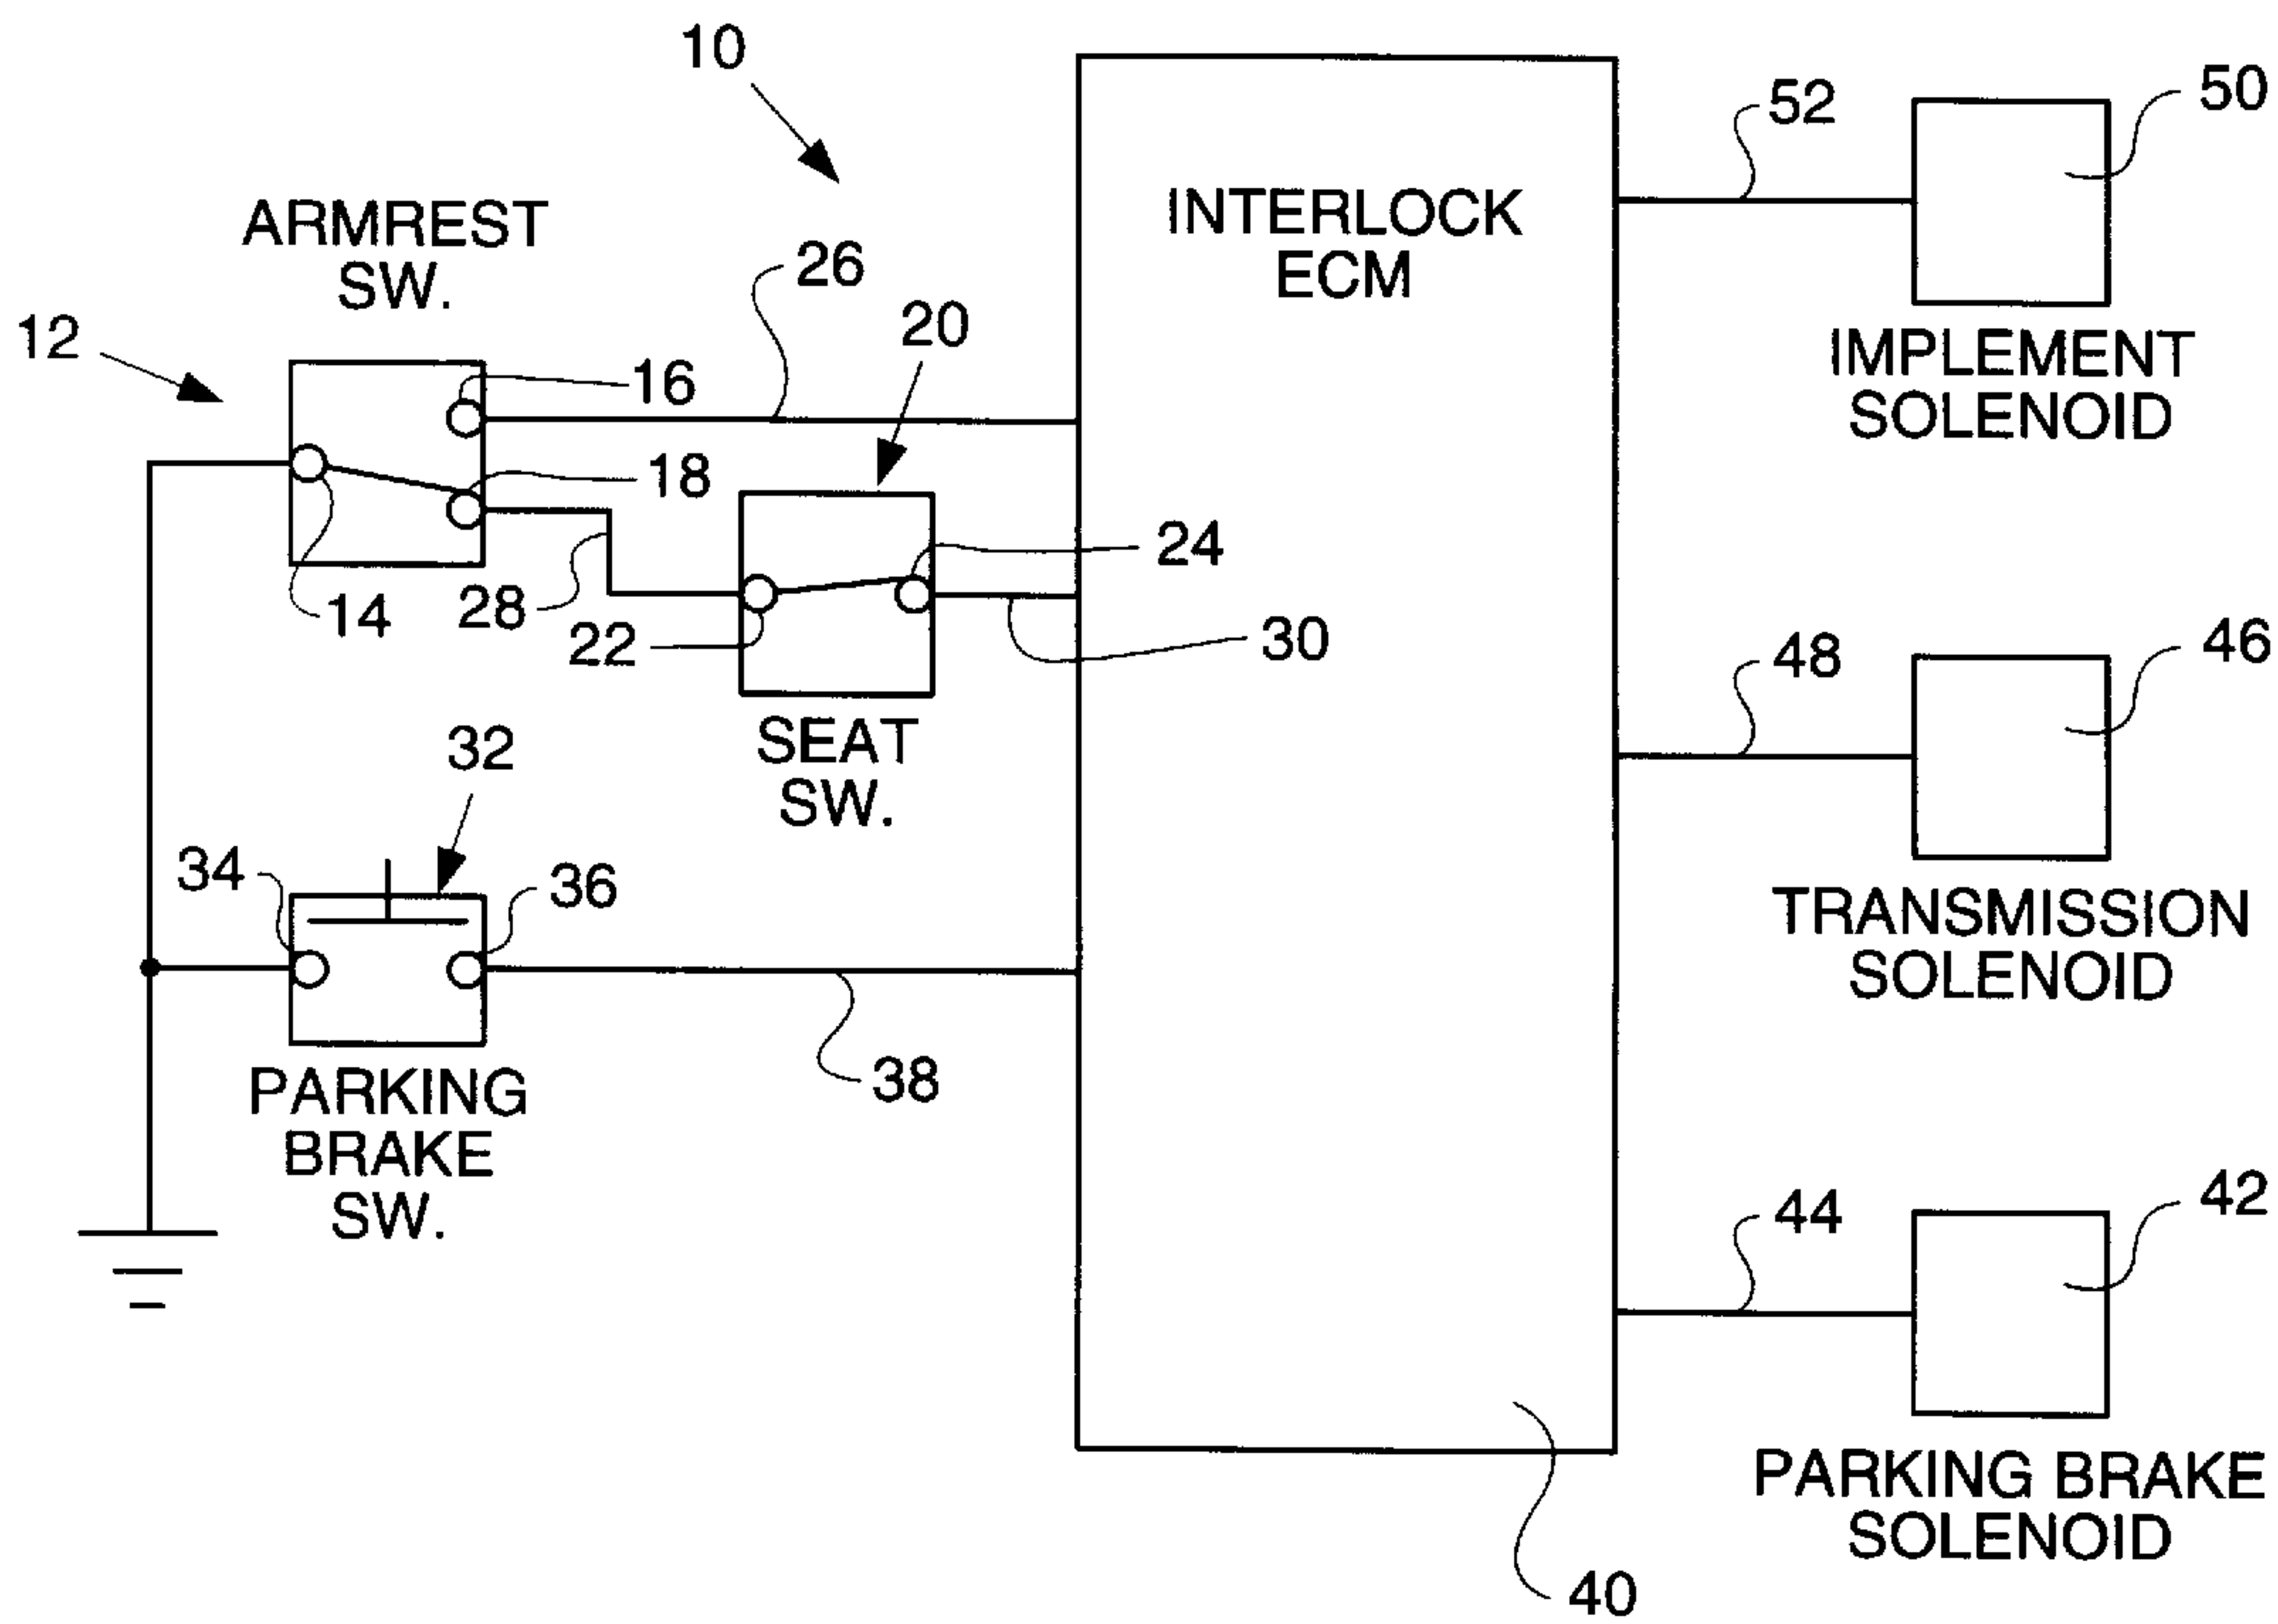 10
52
50
INTERLOCK
ECM
ARMREST
SW.
26
20
12
16
IMPLEMENT
SOLENOID
18
24
14
28
22
30
48
46
SEAT
SW.
32
34
36
TRANSMISSION
SOLENOID
38
PARKING
BRAKE
SW.
44
42
PARKING BRAKE
SOLENOID
40